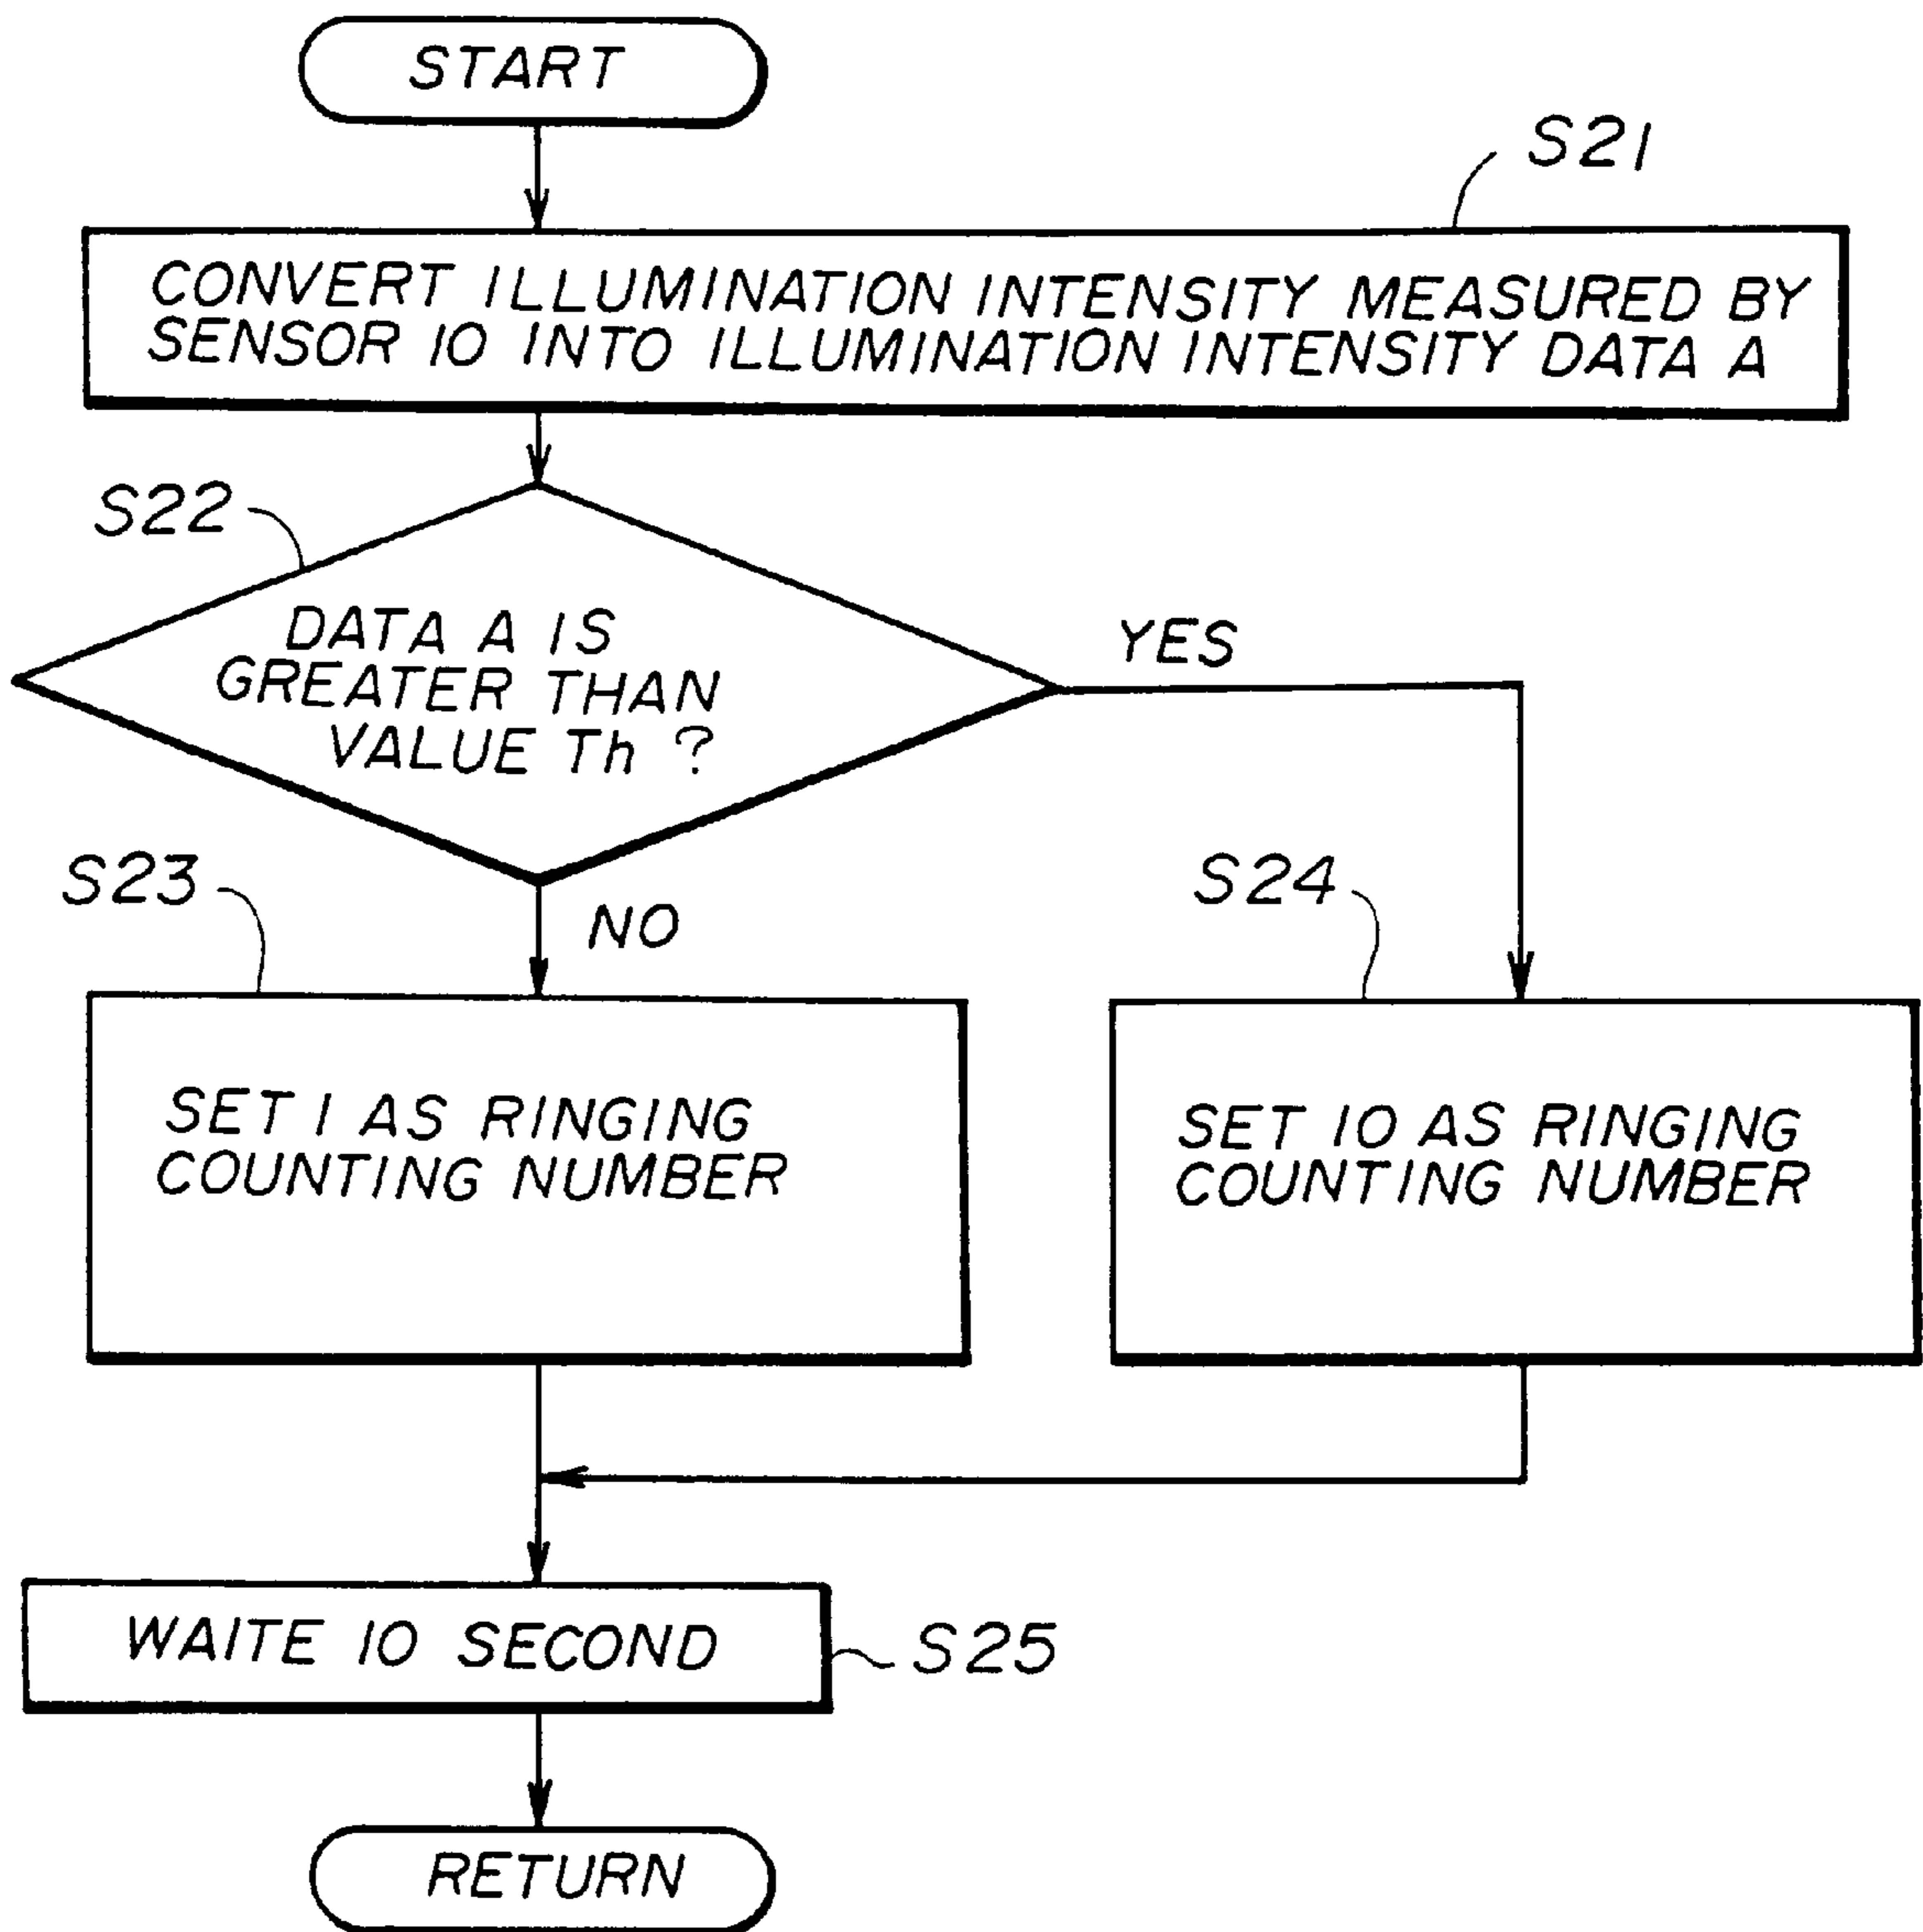 START
S21
CONVERT ILLUMINATION INTENSITY MEASURED BY
SENSOR 10 INTO ILLUMINATION INTENSITY DATA A
S22
DATA A IS
GREATER THAN
VALUE Th ?
YES
S23
NO
S24
SET 1 AS RINGING
COUNTING NUMBER
SET 10 AS RINGING
COUNTING NUMBER
WAITE 10 SECOND
S25
RETURN